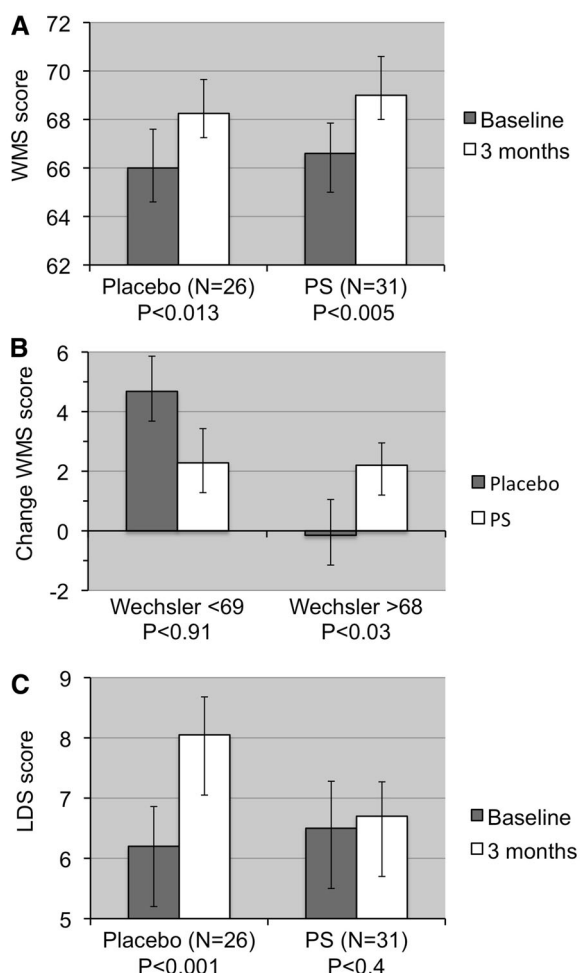 A
72
70
68
66
64
62
WMS score
Baseline
3 months
Placebo (N=26)
PS (N=31)
P<0.013
P<0.005
B
6
4
2
0
-2
Change WMS score
Placebo
PS
Wechsler <69
Wechsler >68
P<0.91
P<0.03
C
9
8
7
6
5
LDS score
Baseline
3 months
Placebo (N=26)
PS (N=31)
P<0.001
P<0.4